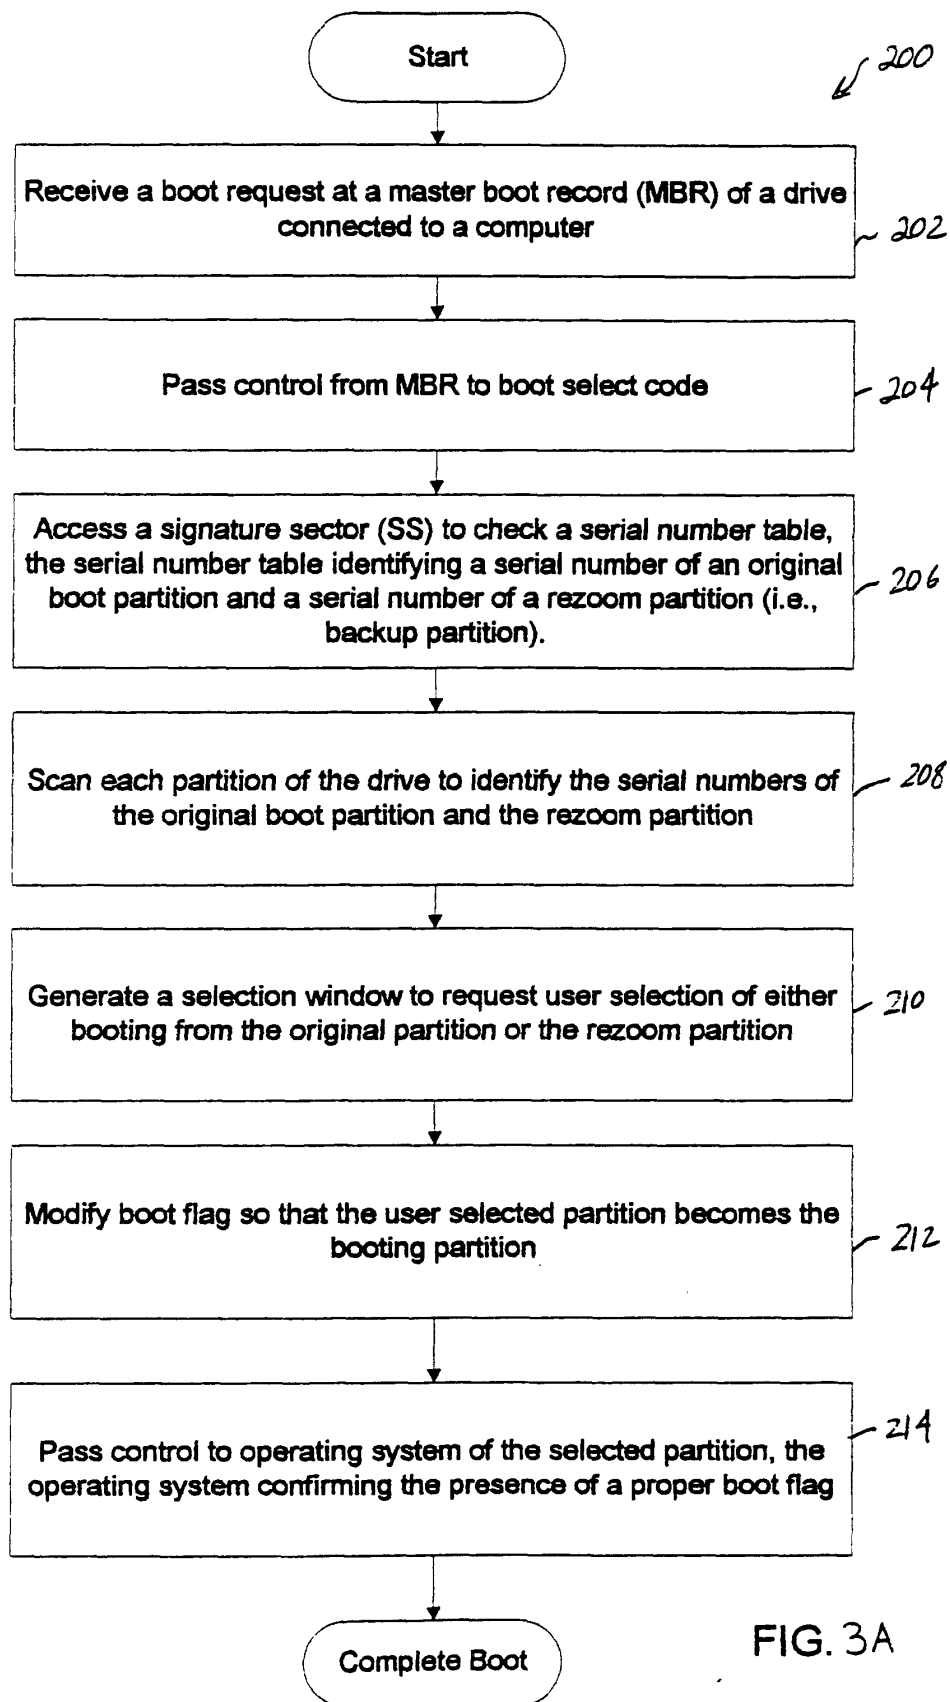 Start
200
Receive a boot request at a master boot record (MBR) of a drive
connected to a computer
202
Pass control from MBR to boot select code
204
Access a signature sector (SS) to check a serial number table,
the serial number table identifying a serial number of an original
boot partition and a serial number of a rezoom partition (i.e.,
backup partition).
206
Scan each partition of the drive to identify the serial numbers of
the original boot partition and the rezoom partition
208
Generate a selection window to request user selection of either
booting from the original partition or the rezoom partition
210
Modify boot flag so that the user selected partition becomes the
booting partition
212
Pass control to operating system of the selected partition, the
operating system confirming the presence of a proper boot flag
214
Complete Boot
FIG. 3A